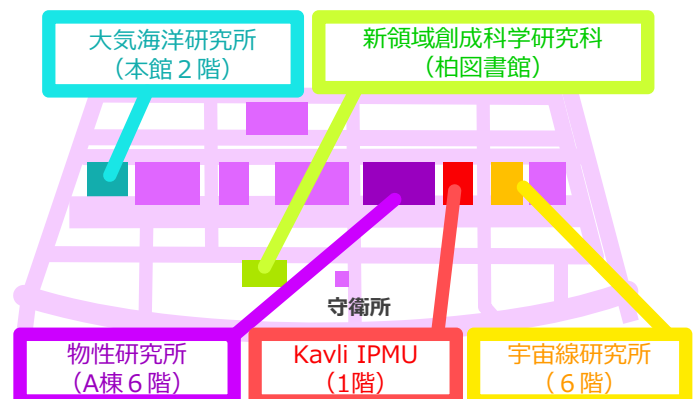 大気海洋研究所
（本館２階）
新領域創成科学研究科
（柏図書館）
守衛所
物性研究所
（A棟６階）
Kavli IPMU
（1階）
宇宙線研究所
（６階）